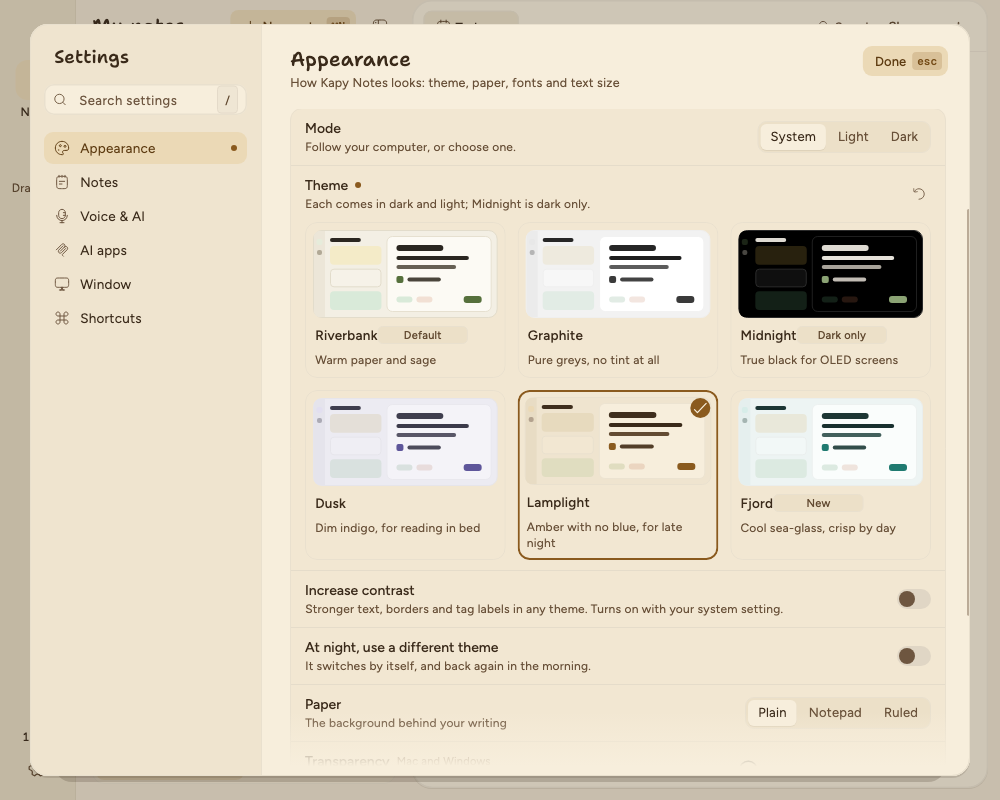 Settings
Search settings /
Appearance
Notes
Voice & AI
AI apps
Window
Shortcuts
Appearance
How Kapy Notes looks: theme, paper, fonts and text size
Done esc
Mode
Follow your computer, or choose one.
System Light Dark
Theme
Each comes in dark and light; Midnight is dark only.
Riverbank Default
Warm paper and sage
Graphite
Pure greys, no tint at all
Midnight Dark only
True black for OLED screens
Dusk
Dim indigo, for reading in bed
Lamplight
Amber with no blue, for late
night
Fjord New
Cool sea-glass, crisp by day
Increase contrast
Stronger text, borders and tag labels in any theme. Turns on with your system setting.
At night, use a different theme
It switches by itself, and back again in the morning.
Paper
The background behind your writing
Plain Notepad Ruled
Transparency Mac and Windows